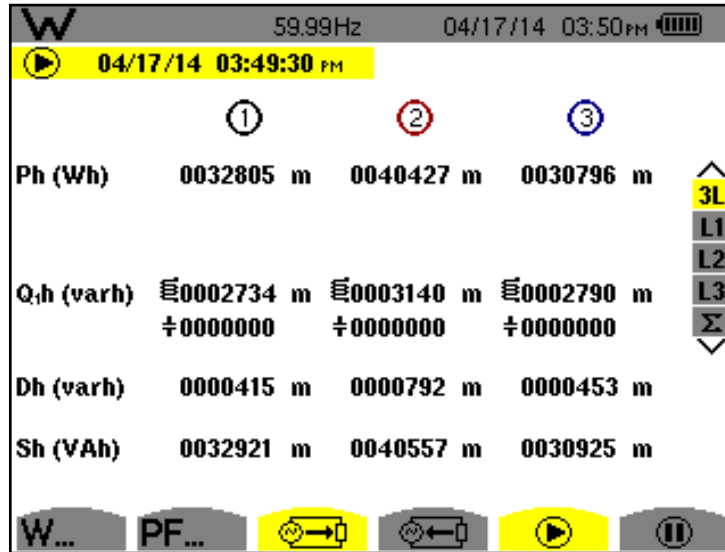 W 59.99Hz 04/17/14 03:50PM
04/17/14 03:49:30 PM
1 2 3
Ph (Wh) 0032805 m 0040427 m 0030796 m
3L
L1
L2
Q₁h (varh) 0002734 m 0003140 m 0002790 m L3
0000000 0000000 0000000 Σ
Dh (varh) 0000415 m 0000792 m 0000453 m
Sh (VAh) 0032921 m 0040557 m 0030925 m
W... PF...